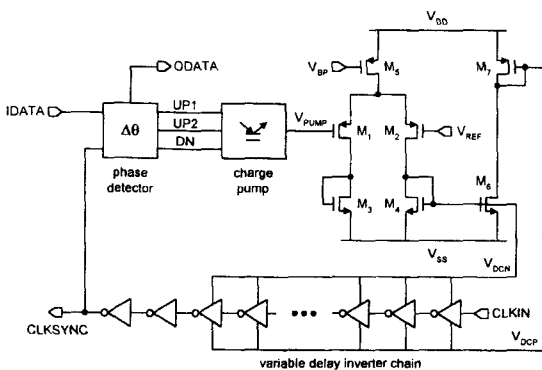 V_DD
V_BP
M_5
M_7
ODATA
IDATA
UP1
UP2
DN
Δθ
V_PUMP
M_1
M_2
V_REF
phase
detector
charge
pump
M_3
M_4
M_6
V_SS
V_DCN
CLKSYNC
CLKIN
V_DCP
variable delay inverter chain